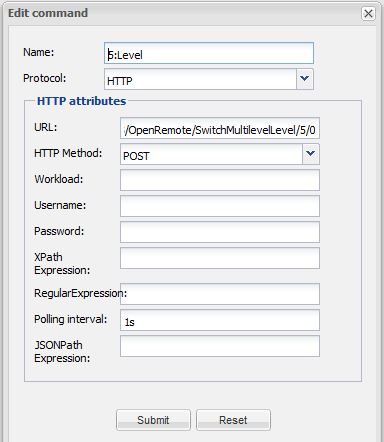 Edit command
Name: 5:Level
Protocol: HTTP
HTTP attributes
URL: /OpenRemote/SwitchMultilevelLevel/5/0
HTTP Method: POST
Workload:
Username:
Password:
XPath
Expression:
RegularExpression:
Polling interval: 1s
JSONPath
Expression:
Submit Reset